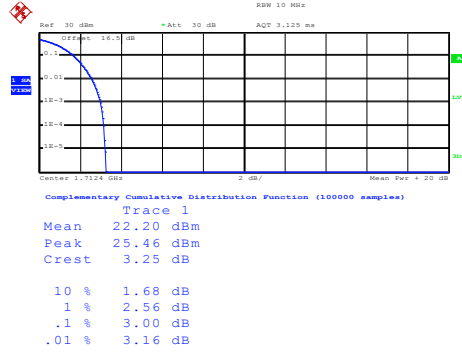 RBW 10 MHz
Ref 30 dBm *Att 30 dB AQT 3.125 ms
Offset 16.5 dB
0.1
0.01
1E-3
1E-4
1E-5
1 SA
VIEW
A
LV
3D
Center 1.7124 GHz 2 dB/ Mean Pwr + 20 dB
Complementary Cumulative Distribution Function (100000 samples)
Trace 1
Mean 22.20 dBm
Peak 25.46 dBm
Crest 3.25 dB
10 % 1.68 dB
1 % 2.56 dB
.1 % 3.00 dB
.01 % 3.16 dB